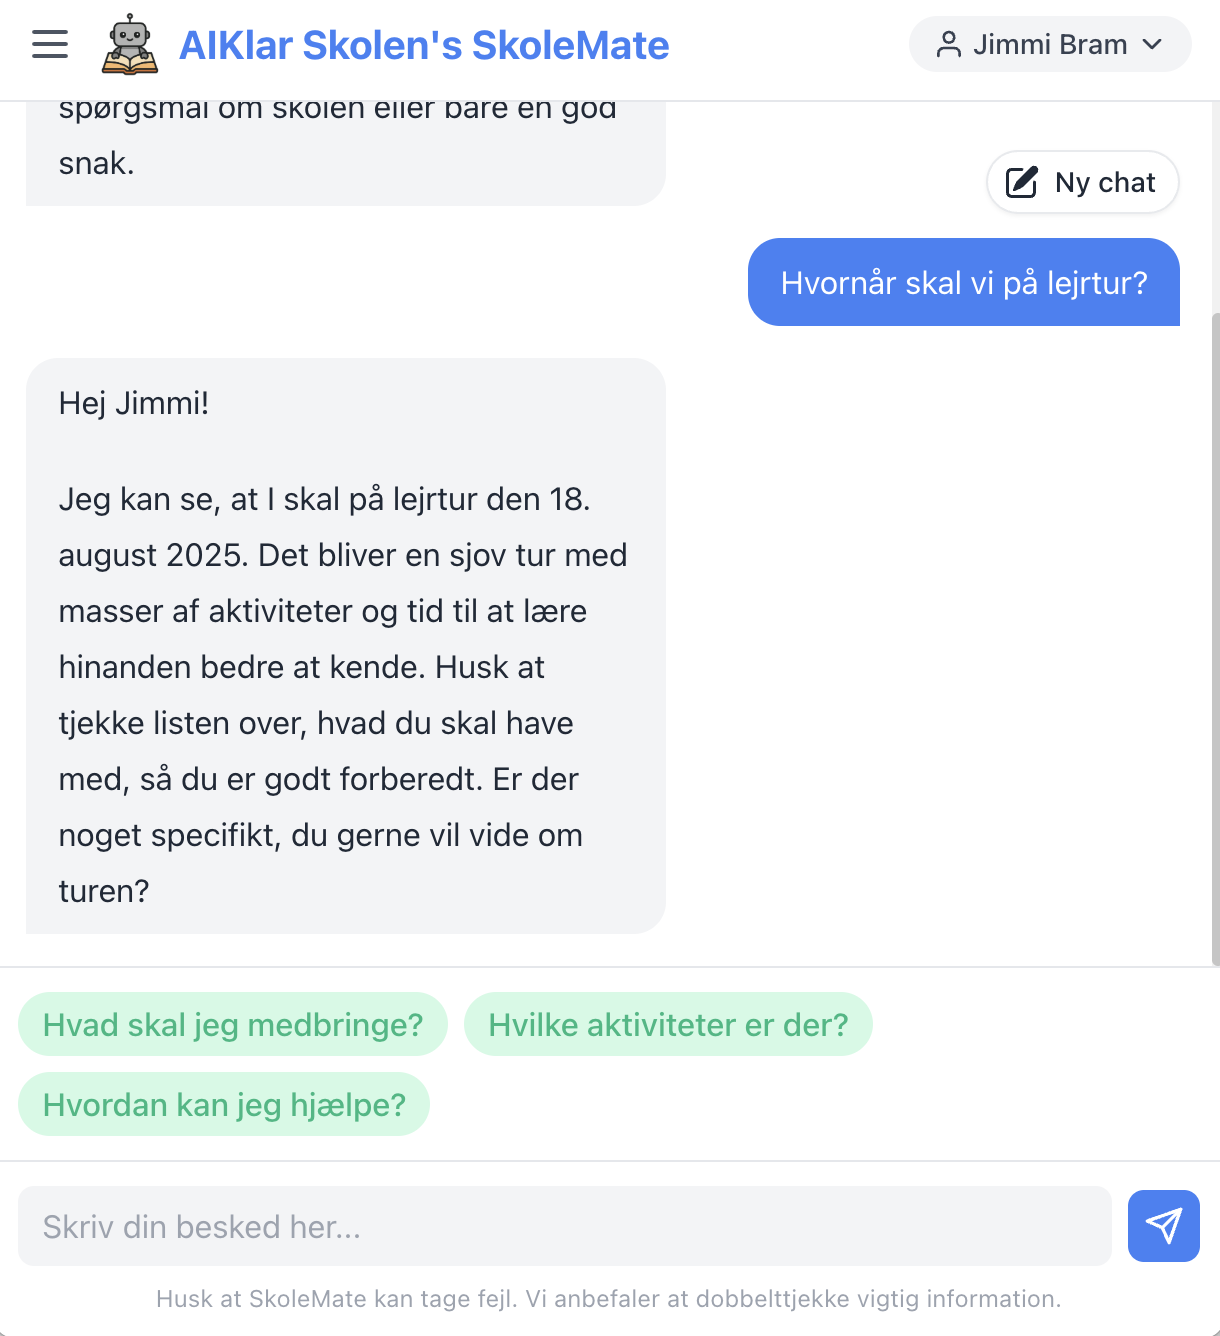 AIKlar Skolen's SkoleMate
Jimmi Bram
spørgsmål om skolen eller bare en god
snak.
Ny chat
Hvornår skal vi på lejrtur?
Hej Jimmi!
Jeg kan se, at I skal på lejrtur den 18.
august 2025. Det bliver en sjov tur med
masser af aktiviteter og tid til at lære
hinanden bedre at kende. Husk at
tjekke listen over, hvad du skal have
med, så du er godt forberedt. Er der
noget specifikt, du gerne vil vide om
turen?
Hvad skal jeg medbringe?
Hvilke aktiviteter er der?
Hvordan kan jeg hjælpe?
Skriv din besked her...
Husk at SkoleMate kan tage fejl. Vi anbefaler at dobbelttjekke vigtig information.